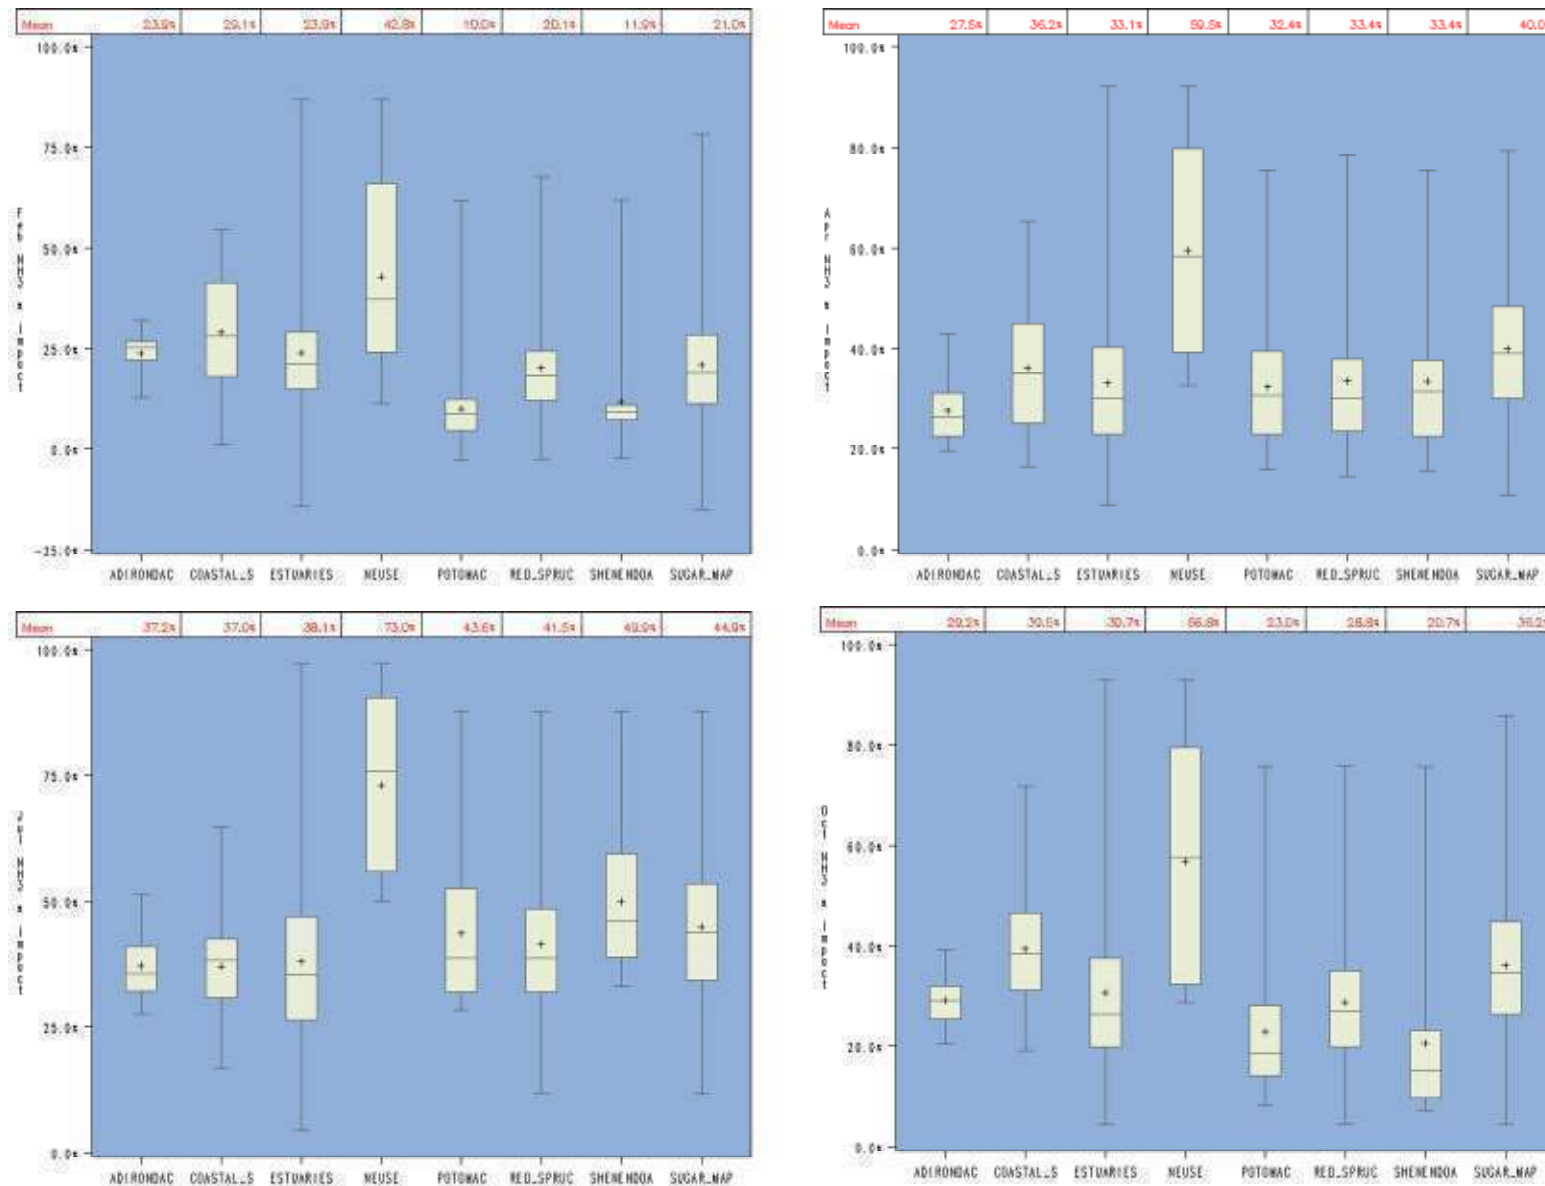 Mean 23.9% 29.1% 23.9% 42.8% 10.0% 20.1% 11.9% 21.0%
100.0%
75.0%
50.0%
25.0%
0.0%
-25.0%
Feb NH3 % impact
ADIRONDAC COASTAL_S ESTUARIES NEUSE POTOMAC RED_SPRUC SHENENDOA SUGAR_MAP
Mean 27.5% 36.2% 33.1% 59.5% 32.4% 33.4% 33.4% 40.0
100.0%
80.0%
60.0%
40.0%
20.0%
0.0%
Apr NH3 % impact
ADIRONDAC COASTAL_S ESTUARIES NEUSE POTOMAC RED_SPRUC SHENENDOA SUGAR_MAP
Mean 37.2% 37.0% 38.1% 73.0% 43.6% 41.5% 49.9% 44.9%
100.0%
75.0%
50.0%
25.0%
0.0%
Jul NH3 % impact
ADIRONDAC COASTAL_S ESTUARIES NEUSE POTOMAC RED_SPRUC SHENENDOA SUGAR_MAP
Mean 29.2% 39.5% 30.7% 56.8% 23.0% 28.8% 20.7% 36.2%
100.0%
80.0%
60.0%
40.0%
20.0%
0.0%
Oct NH3 % impact
ADIRONDAC COASTAL_S ESTUARIES NEUSE POTOMAC RED_SPRUC SHENENDOA SUGAR_MAP